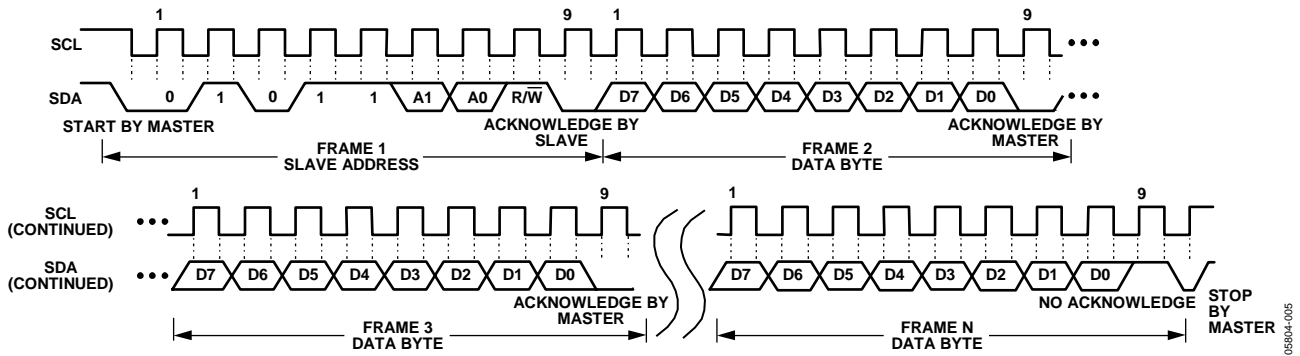 1 9 1 9
SCL
SDA 0 1 0 1 1 A1 A0 R/W̅ D7 D6 D5 D4 D3 D2 D1 D0
START BY MASTER
ACKNOWLEDGE BY
SLAVE
ACKNOWLEDGE BY
MASTER
FRAME 1
SLAVE ADDRESS
FRAME 2
DATA BYTE
1 9 1 9
SCL
(CONTINUED)
SDA
(CONTINUED)
D7 D6 D5 D4 D3 D2 D1 D0
D7 D6 D5 D4 D3 D2 D1 D0
ACKNOWLEDGE BY
MASTER
NO ACKNOWLEDGE
STOP
BY
MASTER
FRAME 3
DATA BYTE
FRAME N
DATA BYTE
05804-005